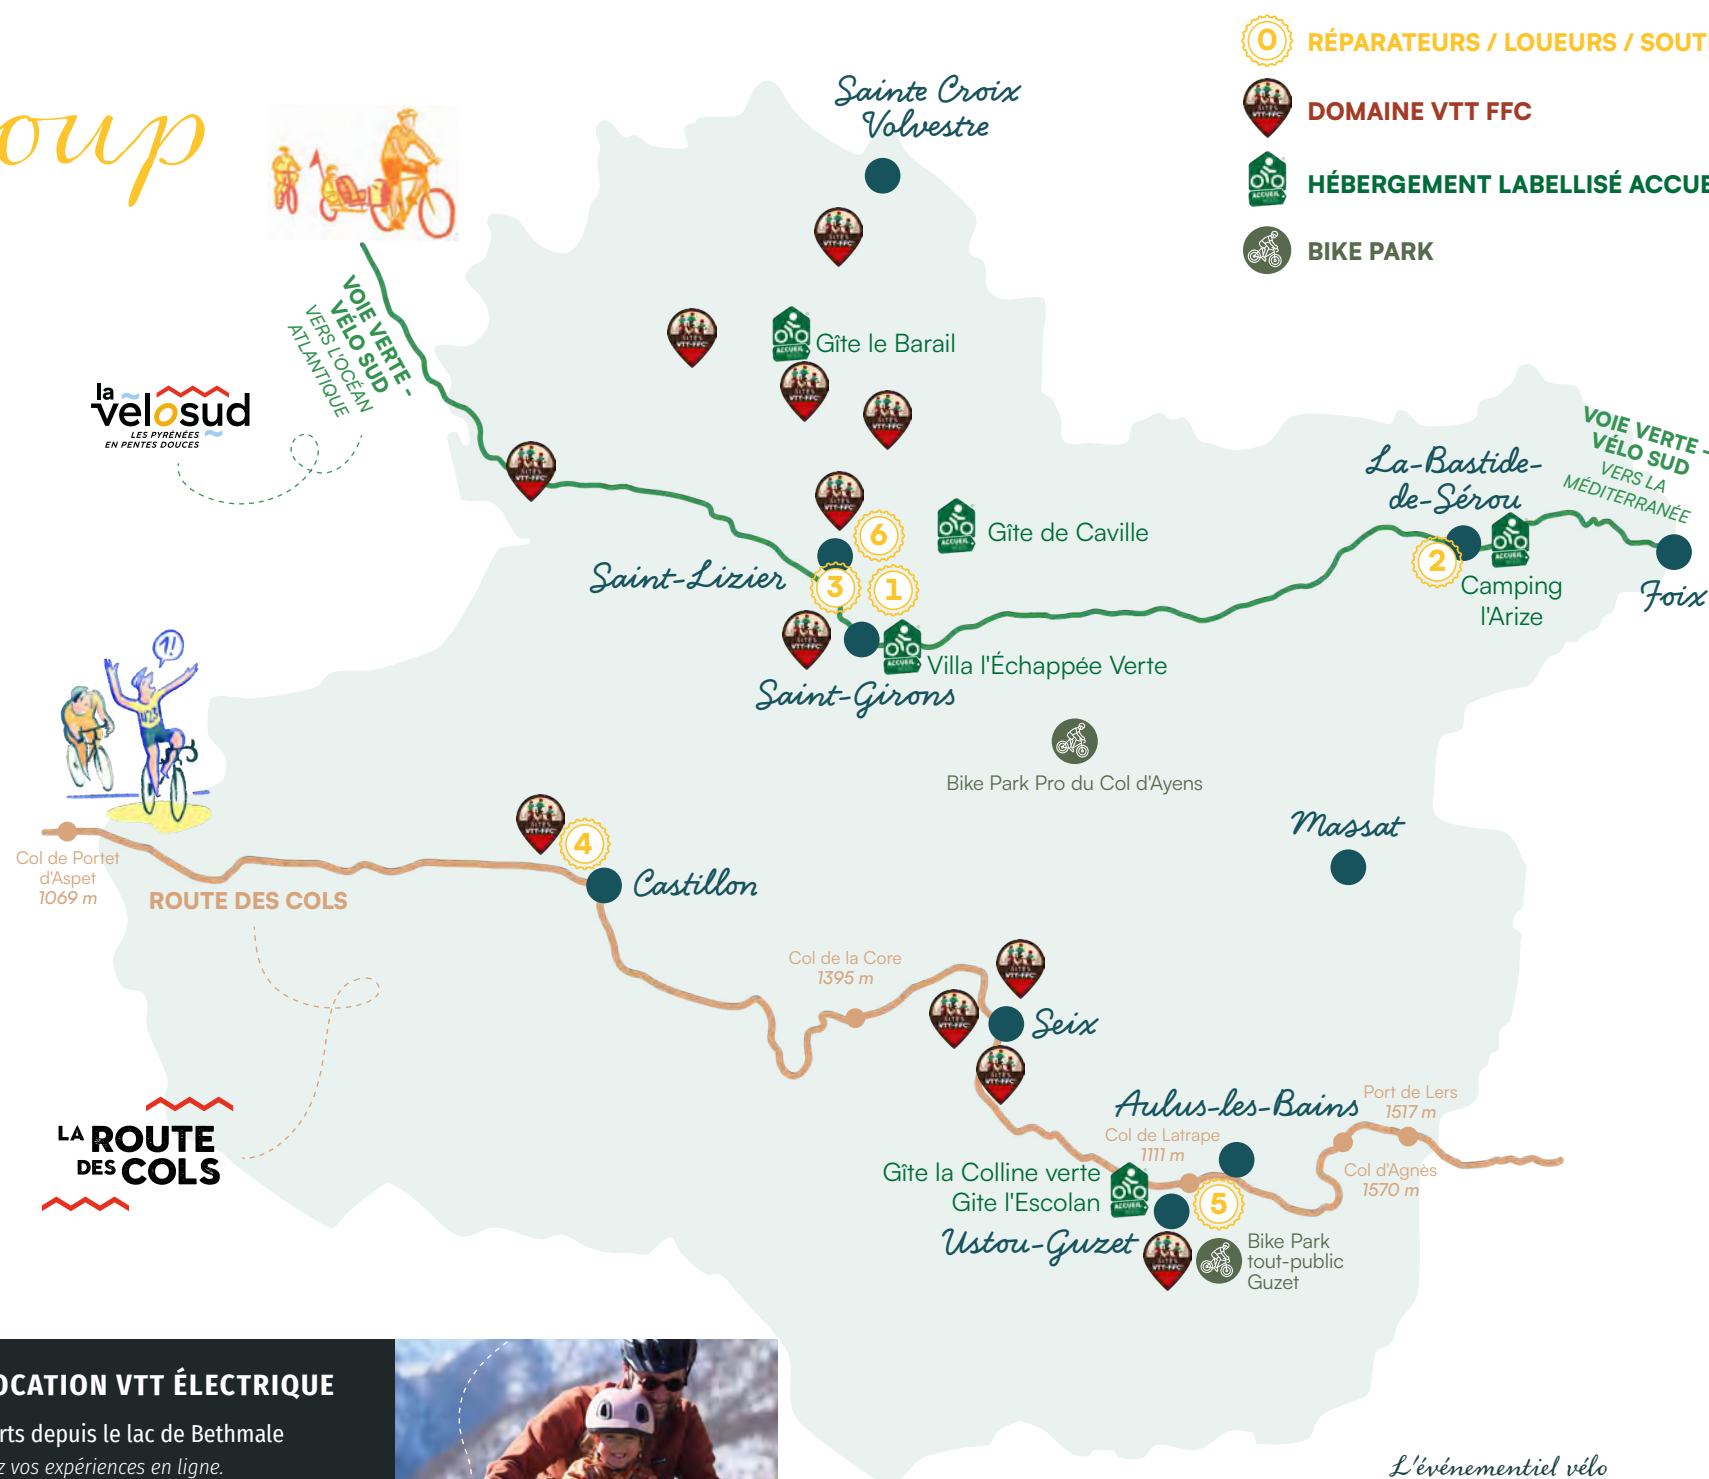 oup
0 RÉPARATEURS / LOUEURS / SOUT
DOMAINE VTT FFC
HÉBERGEMENT LABELLISÉ ACCUE
BIKE PARK
Sainte Croix
Volvestre
VOIE VERTE -
VÉLO SUD
VERS L'OCÉAN
ATLANTIQUE
la
vélosud
LES PYRÉNÉES
EN PENTES DOUCES
Gîte le Barail
VOIE VERTE -
VÉLO SUD
VERS LA
MÉDITERRANÉE
La-Bastide-
de-Sérou
6
Gîte de Caville
2
Saint-Lizier
3
1
Camping
l'Arize
Foix
Villa l'Échappée Verte
Saint-Girons
1!
Bike Park Pro du Col d'Ayens
Massat
4
Castillon
Col de Portet
d'Aspet
1069 m
ROUTE DES COLS
Col de la Core
1395 m
Seix
Aulus-les-Bains
Port de Lers
1517 m
Col de Latrape
1111 m
Col d'Agnès
1570 m
LA ROUTE
DES COLS
Gîte la Colline verte
Gite l'Escolan
5
Ustou-Guzet
Bike Park
tout-public
Guzet
OCATION VTT ÉLECTRIQUE
rts depuis le lac de Bethmale
z vos expériences en ligne.
L'événementiel vélo